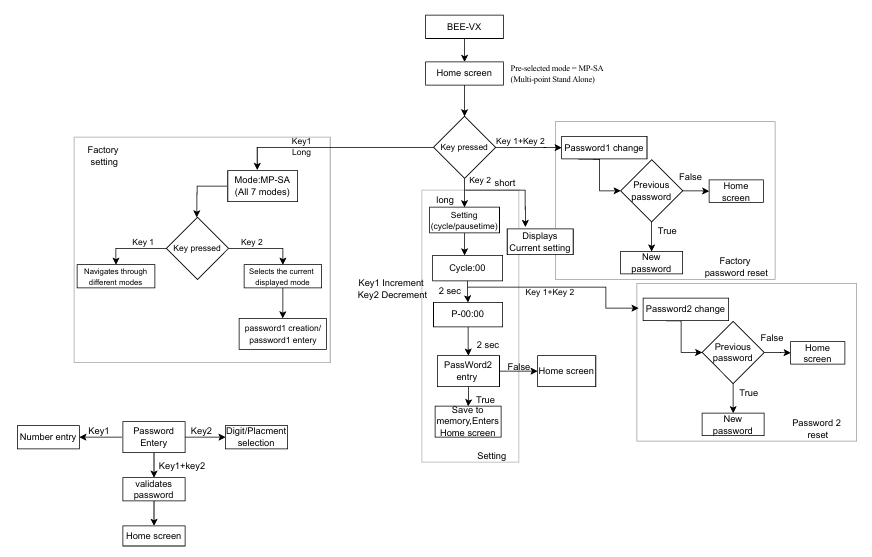 BEE-VX
Home screen
Pre-selected mode = MP-SA
(Multi-point Stand Alone)
Key pressed
Key1
Long
Key 1+Key 2
Key 2
short
long
Factory
setting
Mode:MP-SA
(All 7 modes)
Key pressed
Key 1
Key 2
Navigates through
different modes
Selects the current
displayed mode
password1 creation/
password1 entery
Setting
(cycle/pausetime)
Displays
Current setting
Cycle:00
Key1 Increment
Key2 Decrement
2 sec
Key1+Key 2
P-00:00
2 sec
PassWord2
entry
False
Home screen
True
Save to
memory,Enters
Home screen
Setting
Password1 change
Previous
password
False
Home
screen
True
New
password
Factory
password reset
Password2 change
Previous
password
False
Home
screen
True
New
password
Password 2
reset
Number entry
Key1
Password
Entery
Key2
Digit/Placment
selection
Key1+key2
validates
password
Home screen